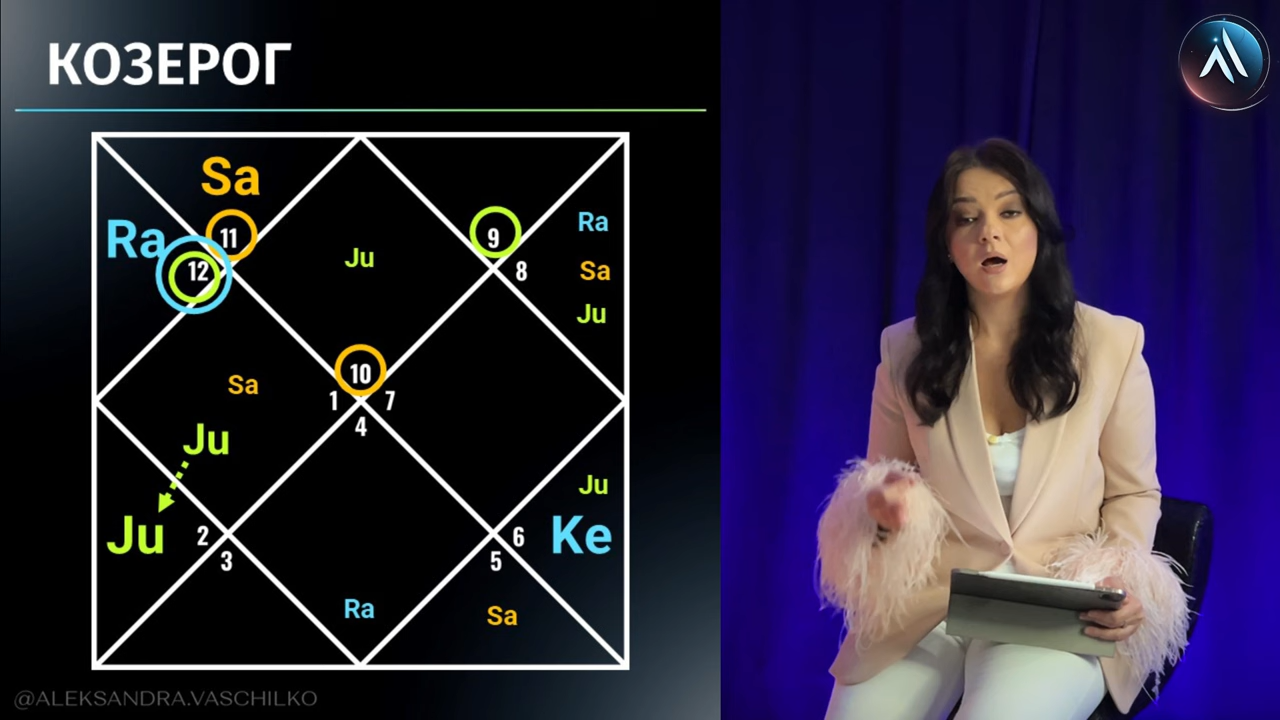 КОЗЕРОГ
Sa
Ra
11
9
Ra
12
Ju
8
Sa
Ju
10
Sa
1
7
4
Ju
Ju
Ju
2
6
Ke
3
5
Ra
Sa
@ALEKSANDRA.VASCHILKO